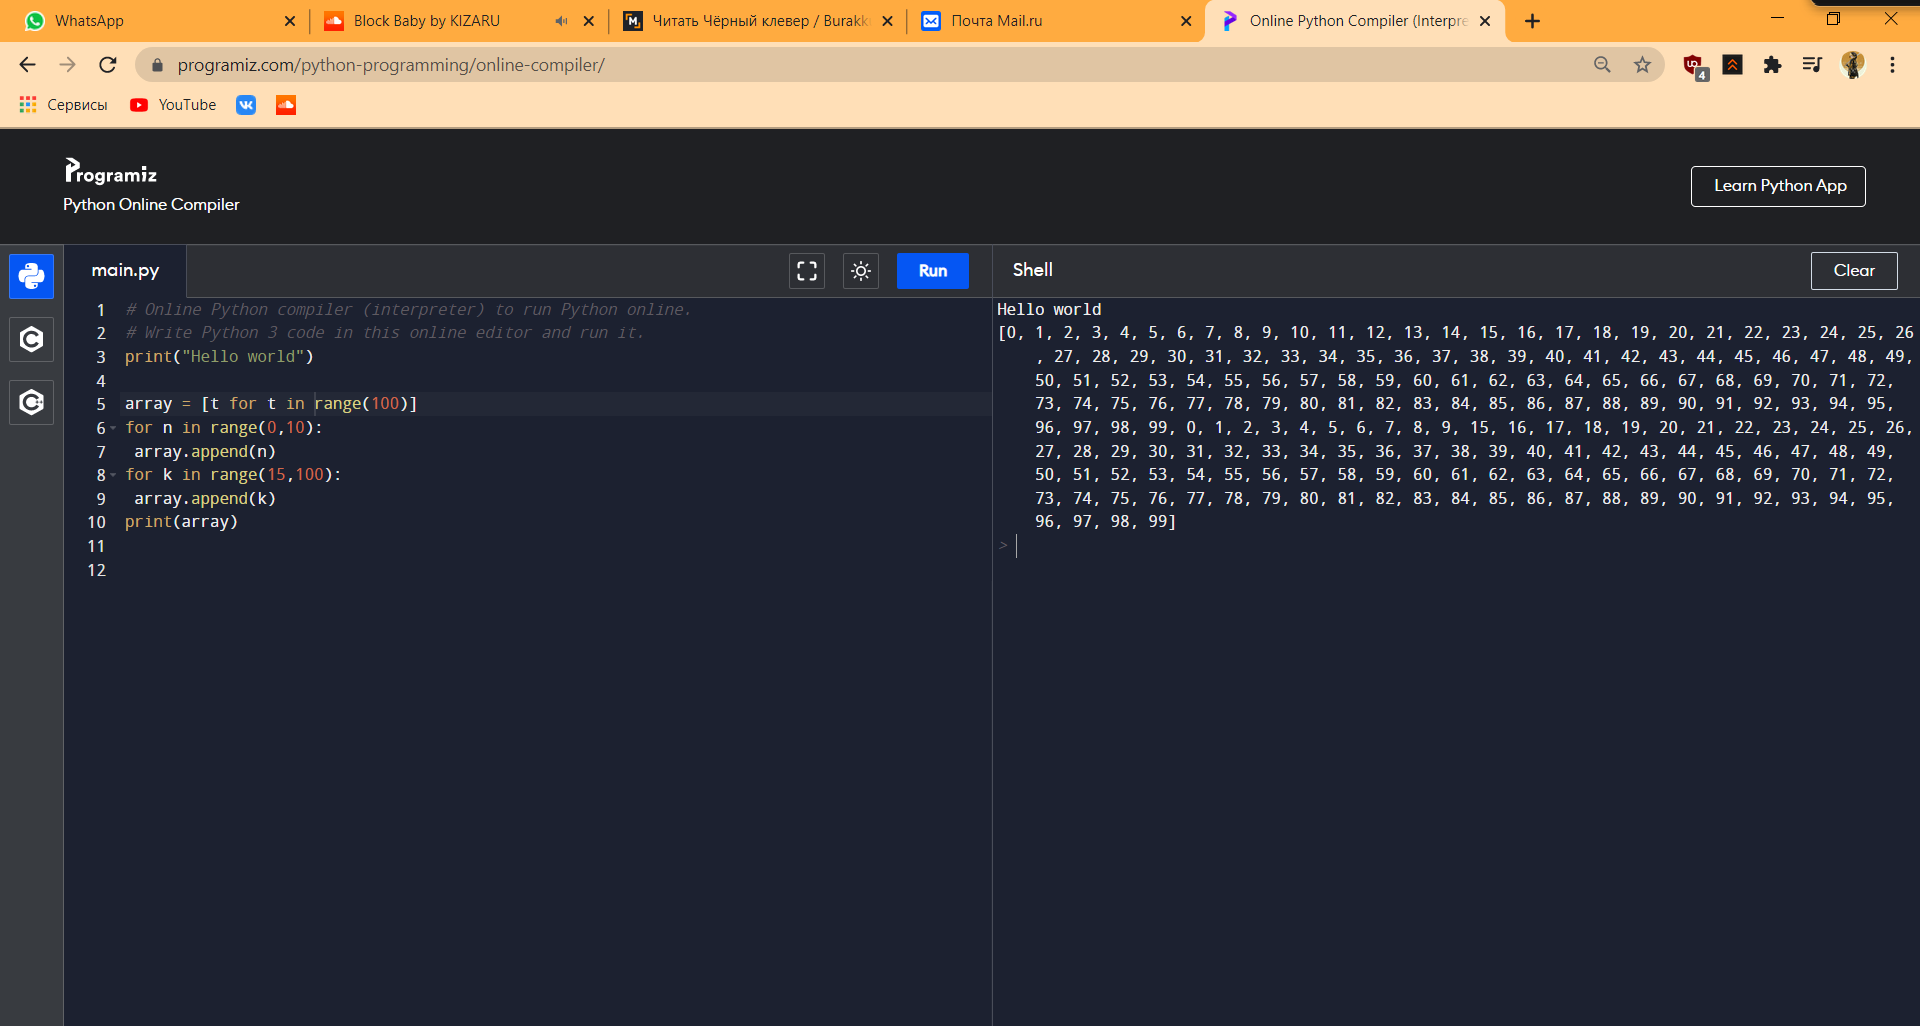 WhatsApp
Block Baby by KIZARU
Читать Чёрный клевер / Burakk
Почта Mail.ru
Online Python Compiler (Interpre
programiz.com/python-programming/online-compiler/
4
Сервисы
YouTube
Programiz
Python Online Compiler
Learn Python App
main.py
Run
Shell
Clear
1 # Online Python compiler (interpreter) to run Python online.
2 # Write Python 3 code in this online editor and run it.
3 print("Hello world")
4
5 array = [t for t in range(100)]
6 for n in range(0,10):
7  array.append(n)
8 for k in range(15,100):
9  array.append(k)
10 print(array)
11
12
Hello world
[0, 1, 2, 3, 4, 5, 6, 7, 8, 9, 10, 11, 12, 13, 14, 15, 16, 17, 18, 19, 20, 21, 22, 23, 24, 25, 26
, 27, 28, 29, 30, 31, 32, 33, 34, 35, 36, 37, 38, 39, 40, 41, 42, 43, 44, 45, 46, 47, 48, 49,
50, 51, 52, 53, 54, 55, 56, 57, 58, 59, 60, 61, 62, 63, 64, 65, 66, 67, 68, 69, 70, 71, 72,
73, 74, 75, 76, 77, 78, 79, 80, 81, 82, 83, 84, 85, 86, 87, 88, 89, 90, 91, 92, 93, 94, 95,
96, 97, 98, 99, 0, 1, 2, 3, 4, 5, 6, 7, 8, 9, 15, 16, 17, 18, 19, 20, 21, 22, 23, 24, 25, 26,
27, 28, 29, 30, 31, 32, 33, 34, 35, 36, 37, 38, 39, 40, 41, 42, 43, 44, 45, 46, 47, 48, 49,
50, 51, 52, 53, 54, 55, 56, 57, 58, 59, 60, 61, 62, 63, 64, 65, 66, 67, 68, 69, 70, 71, 72,
73, 74, 75, 76, 77, 78, 79, 80, 81, 82, 83, 84, 85, 86, 87, 88, 89, 90, 91, 92, 93, 94, 95,
96, 97, 98, 99]
>